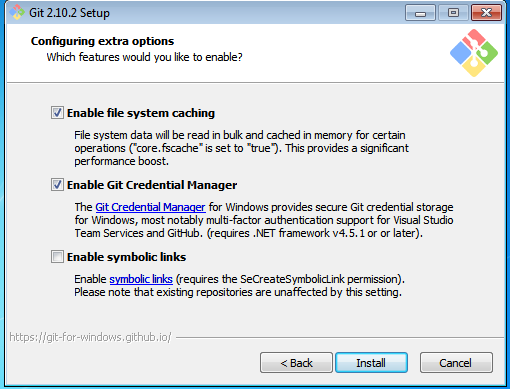 Git 2.10.2 Setup
Configuring extra options
Which features would you like to enable?
Enable file system caching
File system data will be read in bulk and cached in memory for certain
operations ("core.fscache" is set to "true"). This provides a significant
performance boost.
Enable Git Credential Manager
The Git Credential Manager for Windows provides secure Git credential storage
for Windows, most notably multi-factor authentication support for Visual Studio
Team Services and GitHub. (requires .NET framework v4.5.1 or or later).
Enable symbolic links
Enable symbolic links (requires the SeCreateSymbolicLink permission).
Please note that existing repositories are unaffected by this setting.
https://git-for-windows.github.io/
< Back Install Cancel